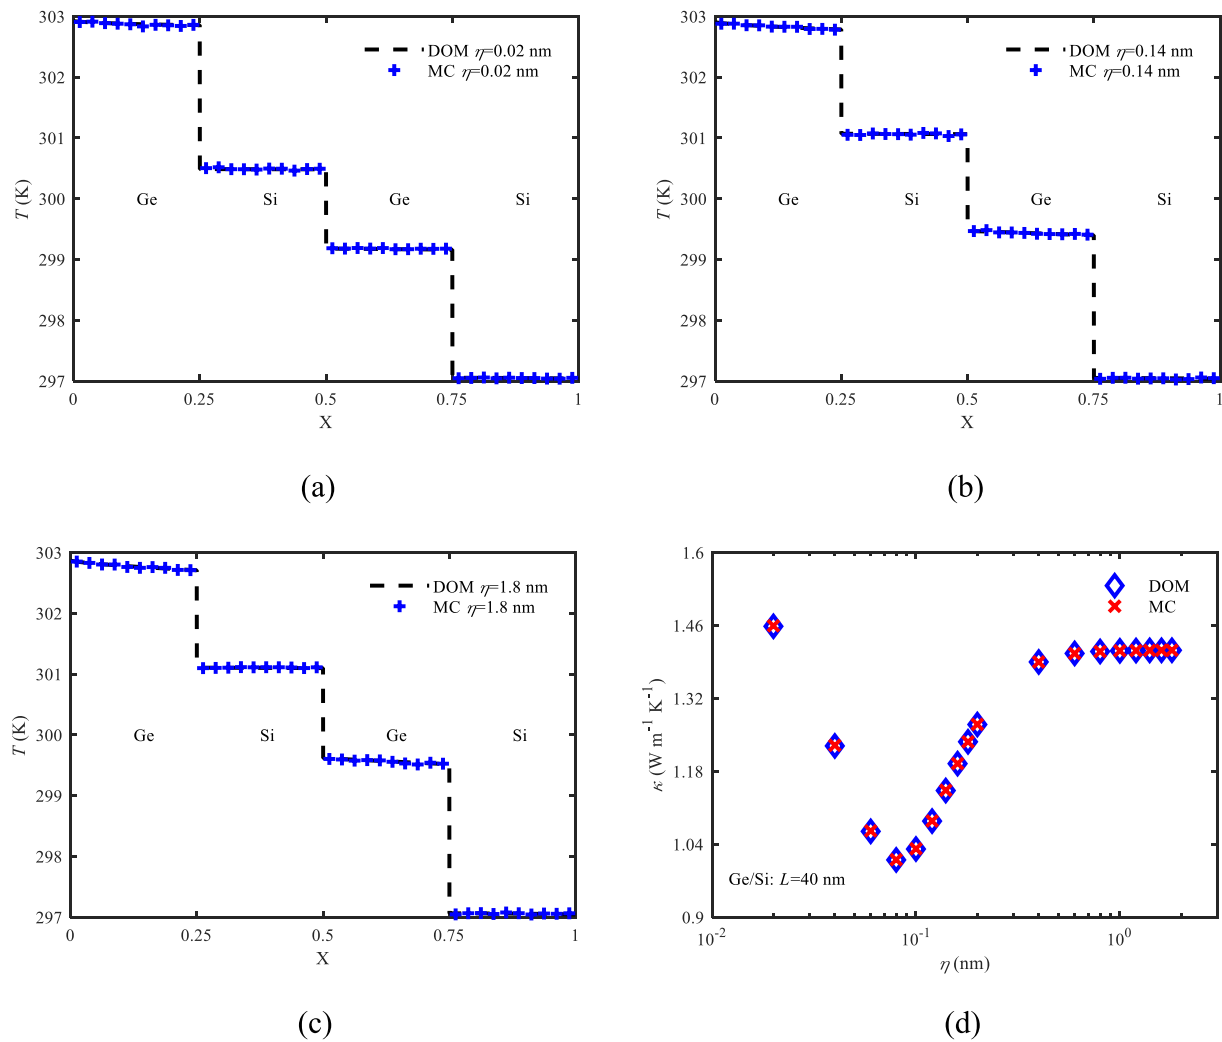 303
302
301
300
299
298
297
T (K)
DOM η=0.02 nm
MC η=0.02 nm
Ge
Si
Ge
Si
0
0.25
0.5
0.75
1
X
(a)
303
302
301
300
299
298
297
T (K)
DOM η=0.14 nm
MC η=0.14 nm
Ge
Si
Ge
Si
0
0.25
0.5
0.75
1
X
(b)
303
302
301
300
299
298
297
T (K)
DOM η=1.8 nm
MC η=1.8 nm
Ge
Si
Ge
Si
0
0.25
0.5
0.75
1
X
(c)
1.6
1.46
1.32
1.18
1.04
0.9
κ (W m⁻¹ K⁻¹)
DOM
MC
Ge/Si: L=40 nm
10⁻²
10⁻¹
10⁰
η (nm)
(d)